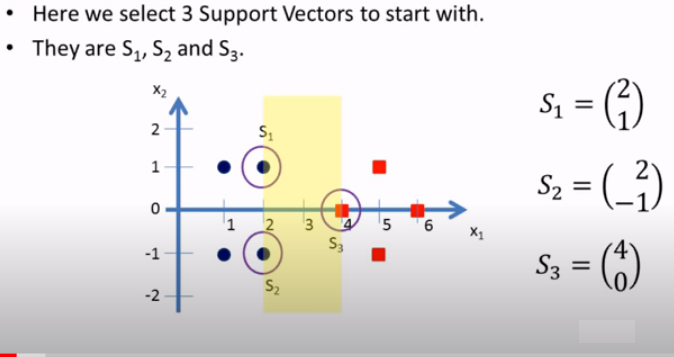 • Here we select 3 Support Vectors to start with.
• They are S₁, S₂ and S₃.
x₂
2
1
0
-1
-2
S₁
1 2 3 4 5 6
x₁
S₃
S₂
S₁ = (2 1)
S₂ = (2 −1)
S₃ = (4 0)